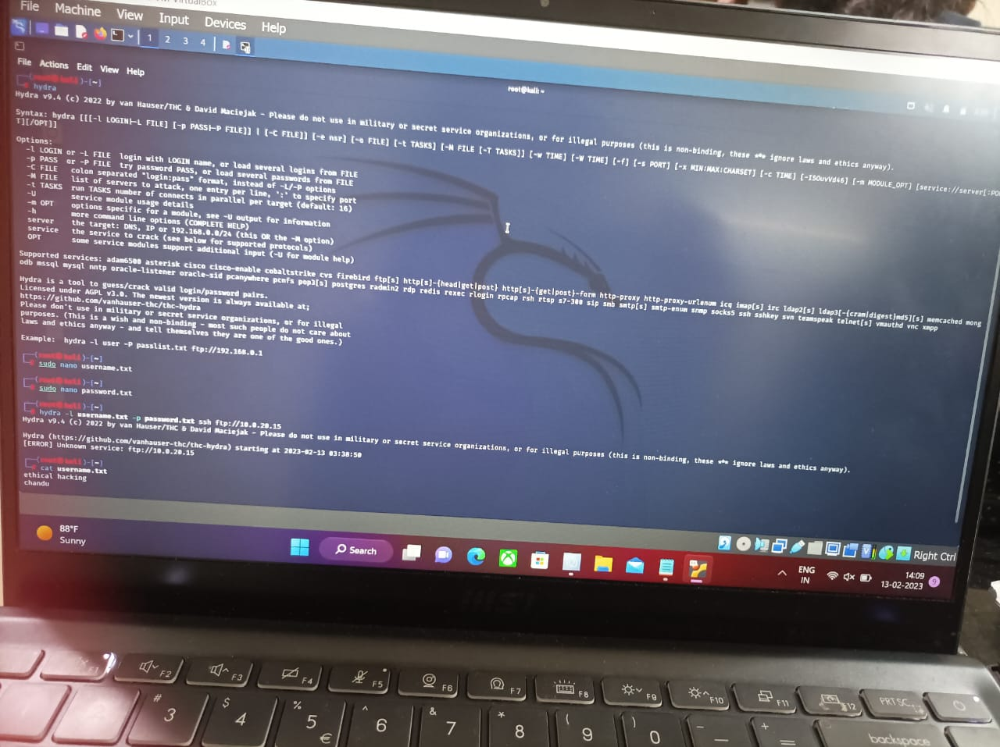 VirtualBox
File Machine View Input Devices Help
1 2 3 4
File Actions Edit View Help
root@kali: ~
(root㉿kali)-[~]
hydra
Hydra v9.4 (c) 2022 by van Hauser/THC & David Maciejak - Please do not use in military or secret service organizations, or for illegal purposes (this is non-binding, these *** ignore laws and ethics anyway).
Syntax: hydra [[[-l LOGIN|-L FILE] [-p PASS|-P FILE]] | [-C FILE]] [-e nsr] [-o FILE] [-t TASKS] [-M FILE [-T TASKS]] [-w TIME] [-W TIME] [-f] [-s PORT] [-x MIN:MAX:CHARSET] [-c TIME] [-ISOuvVd46] [-m MODULE_OPT] [service://server[:POR
T][/OPT]]
Options:
-l LOGIN or -L FILE login with LOGIN name, or load several logins from FILE
-p PASS or -P FILE try password PASS, or load several passwords from FILE
-C FILE colon separated "login:pass" format, instead of -L/-P options
-M FILE list of servers to attack, one entry per line, ':' to specify port
-t TASKS run TASKS number of connects in parallel per target (default: 16)
-U service module usage details
-m OPT options specific for a module, see -U output for information
-h more command line options (COMPLETE HELP)
server the target: DNS, IP or 192.168.0.0/24 (this OR the -M option)
service the service to crack (see below for supported protocols)
OPT some service modules support additional input (-U for module help)
Supported services: adam6500 asterisk cisco cisco-enable cobaltstrike cvs firebird ftp[s] http[s]-{head|get|post} http[s]-{get|post}-form http-proxy http-proxy-urlenum icq imap[s] irc ldap2[s] ldap3[-{cram|digest}md5][s] memcached mong
odb mssql mysql nntp oracle-listener oracle-sid pcanywhere pcnfs pop3[s] postgres radmin2 rdp redis rexec rlogin rpcap rsh rtsp s7-300 sip smb smtp[s] smtp-enum snmp socks5 ssh sshkey svn teamspeak telnet[s] vmauthd vnc xmpp
Hydra is a tool to guess/crack valid login/password pairs.
Licensed under AGPL v3.0. The newest version is always available at;
https://github.com/vanhauser-thc/thc-hydra
Please don't use in military or secret service organizations, or for illegal
purposes. (This is a wish and non-binding - most such people do not care about
laws and ethics anyway - and tell themselves they are one of the good ones.)
Example: hydra -l user -P passlist.txt ftp://192.168.0.1
(root㉿kali)-[~]
sudo nano username.txt
(root㉿kali)-[~]
sudo nano password.txt
(root㉿kali)-[~]
hydra -l username.txt -p password.txt ssh ftp://10.0.20.15
Hydra v9.4 (c) 2022 by van Hauser/THC & David Maciejak - Please do not use in military or secret service organizations, or for illegal purposes (this is non-binding, these *** ignore laws and ethics anyway).
Hydra (https://github.com/vanhauser-thc/thc-hydra) starting at 2023-02-13 03:38:50
[ERROR] Unknown service: ftp://10.0.20.15
(root㉿kali)-[~]
cat username.txt
ethical hacking
chandu
Right Ctrl
88°F
Sunny
Search
ENG
IN
14:09
13-02-2023
9
msi
F1 F2 F3 F4 F5 F6 F7 F8 F9 F10 F11 F12 PRTSC
# $ % ^ & * ( ) _ +
3 4 5 € 6 7 8 9 0 - =
backspace